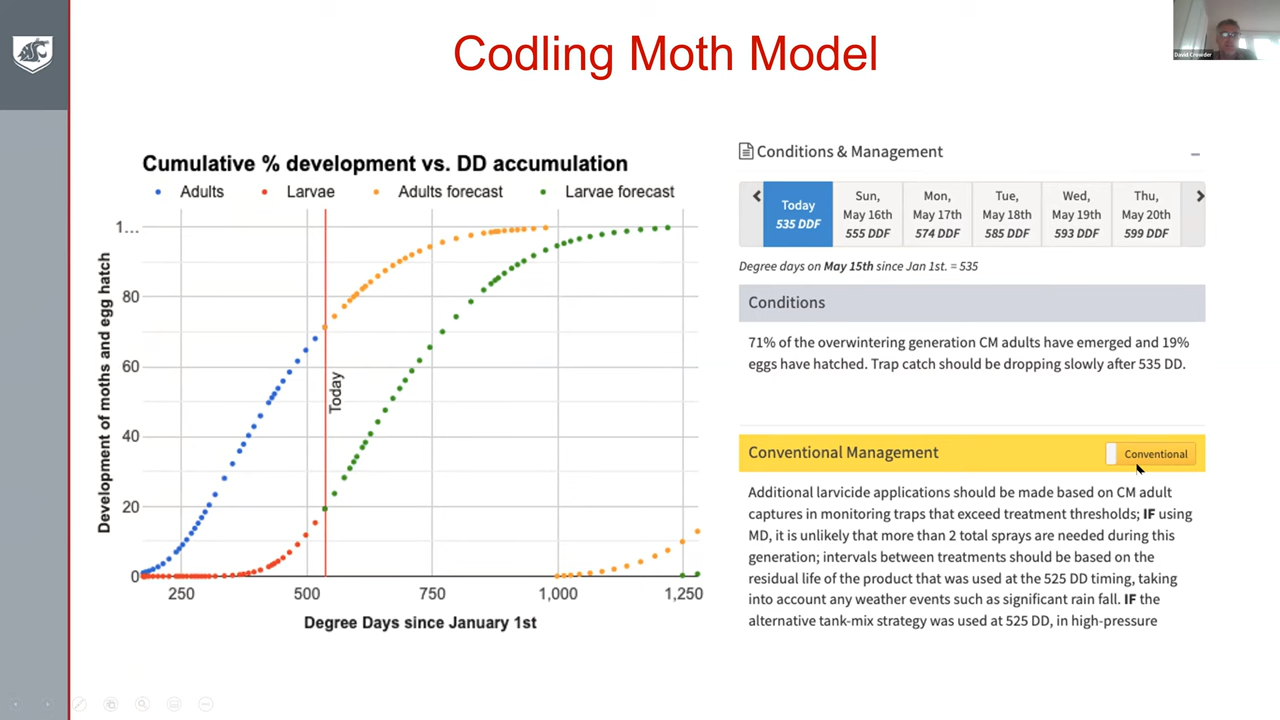 Codling Moth Model
Cumulative % development vs. DD accumulation
Adults Larvae Adults forecast Larvae forecast
Development of moths and egg hatch
1...
80
60
40
20
0
Today
250 500 750 1,000 1,250
Degree Days since January 1st
Conditions & Management
Today
535 DDF
Sun,
May 16th
555 DDF
Mon,
May 17th
574 DDF
Tue,
May 18th
585 DDF
Wed,
May 19th
593 DDF
Thu,
May 20th
599 DDF
Degree days on May 15th since Jan 1st. = 535
Conditions
71% of the overwintering generation CM adults have emerged and 19%
eggs have hatched. Trap catch should be dropping slowly after 535 DD.
Conventional Management
Conventional
Additional larvicide applications should be made based on CM adult
captures in monitoring traps that exceed treatment thresholds; IF using
MD, it is unlikely that more than 2 total sprays are needed during this
generation; intervals between treatments should be based on the
residual life of the product that was used at the 525 DD timing, taking
into account any weather events such as significant rain fall. IF the
alternative tank-mix strategy was used at 525 DD, in high-pressure